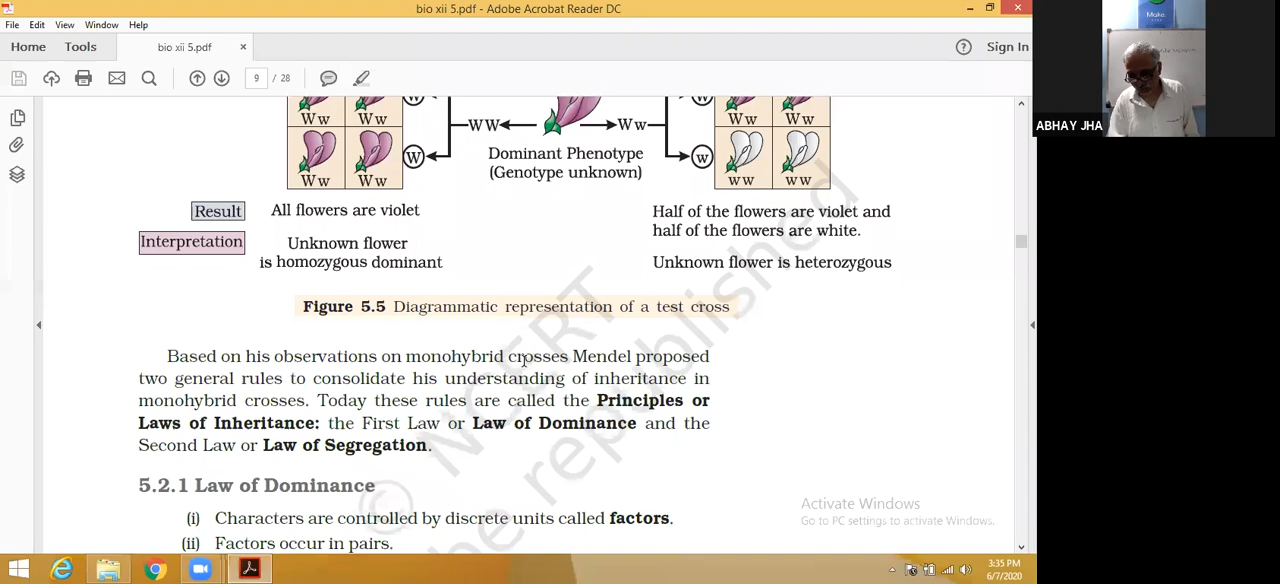 bio xii 5.pdf - Adobe Acrobat Reader DC
File Edit View Window Help
Home Tools bio xii 5.pdf × ? Sign In
9 / 28
Make.
ABHAY JHA
Ww Ww W WW Ww w Ww Ww
Dominant Phenotype
(Genotype unknown)
Ww Ww W w ww ww
Result All flowers are violet Half of the flowers are violet and
half of the flowers are white.
Interpretation Unknown flower
is homozygous dominant Unknown flower is heterozygous
Figure 5.5 Diagrammatic representation of a test cross
Based on his observations on monohybrid crosses Mendel proposed
two general rules to consolidate his understanding of inheritance in
monohybrid crosses. Today these rules are called the Principles or
Laws of Inheritance: the First Law or Law of Dominance and the
Second Law or Law of Segregation.
5.2.1 Law of Dominance
(i) Characters are controlled by discrete units called factors.
(ii) Factors occur in pairs.
© NCERT
be republished
Activate Windows
Go to PC settings to activate Windows.
3:35 PM
6/7/2020